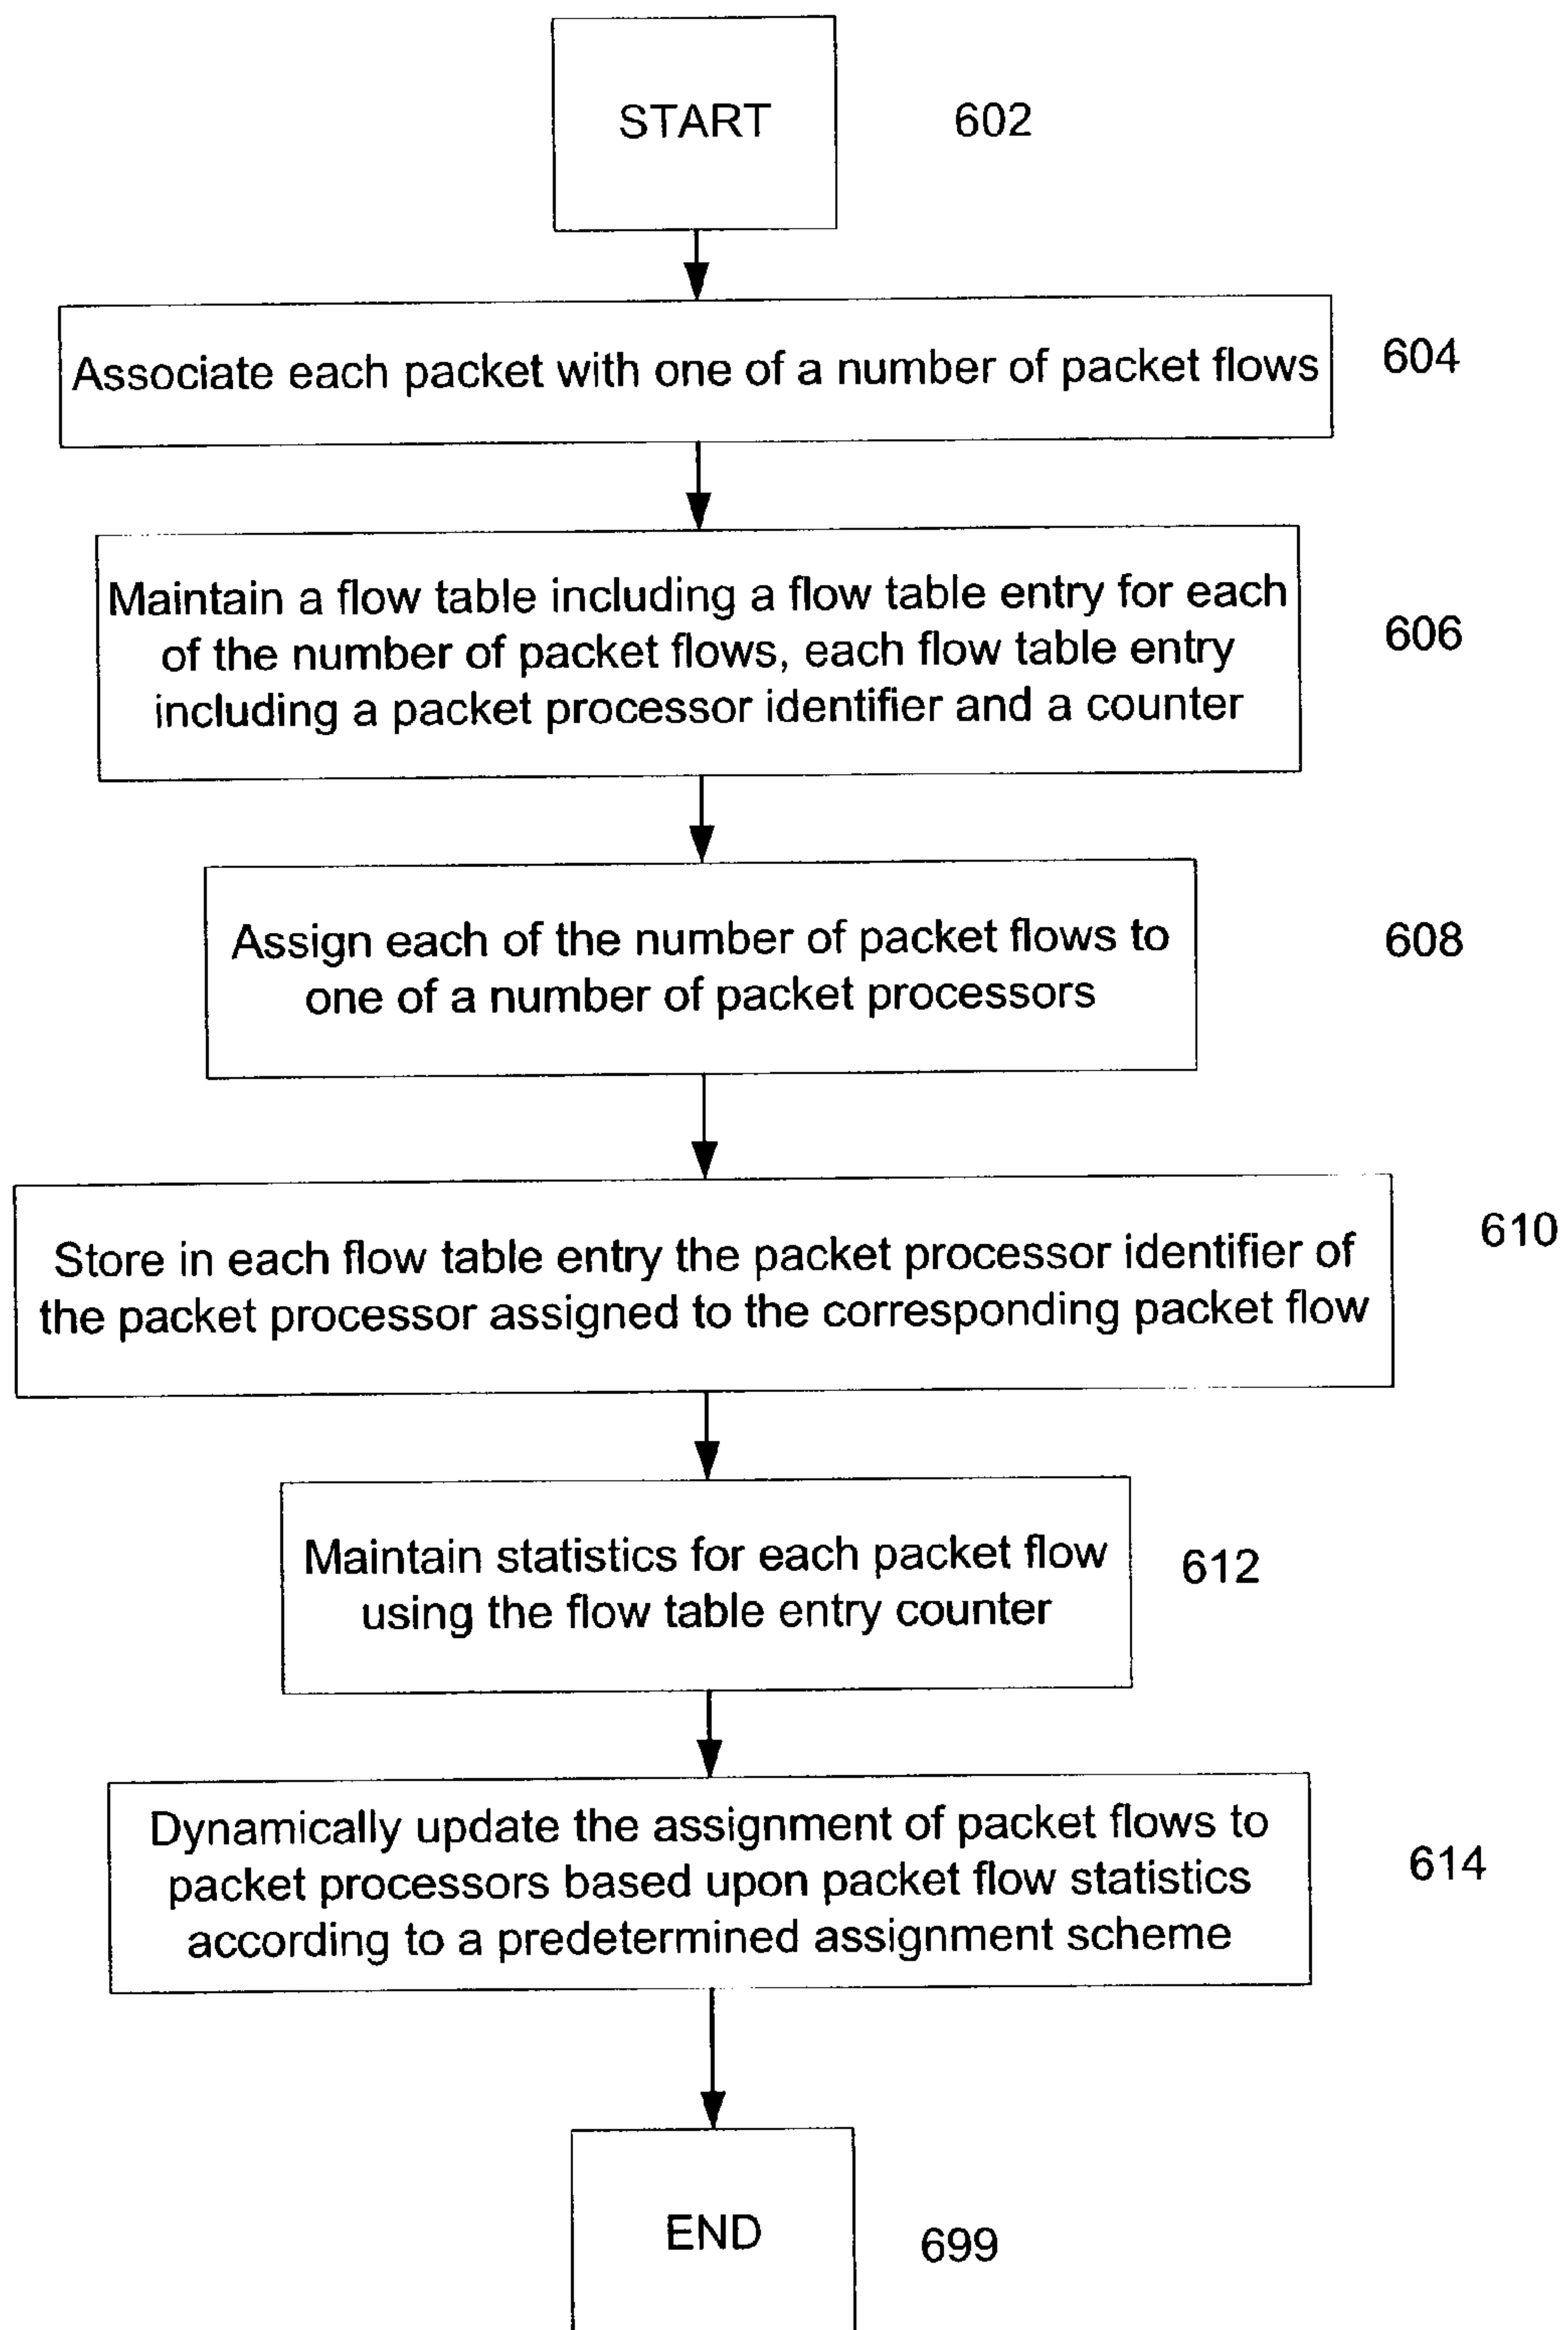 START
602
Associate each packet with one of a number of packet flows
604
Maintain a flow table including a flow table entry for each
of the number of packet flows, each flow table entry
including a packet processor identifier and a counter
606
Assign each of the number of packet flows to
one of a number of packet processors
608
Store in each flow table entry the packet processor identifier of
the packet processor assigned to the corresponding packet flow
610
Maintain statistics for each packet flow
using the flow table entry counter
612
Dynamically update the assignment of packet flows to
packet processors based upon packet flow statistics
according to a predetermined assignment scheme
614
END
699